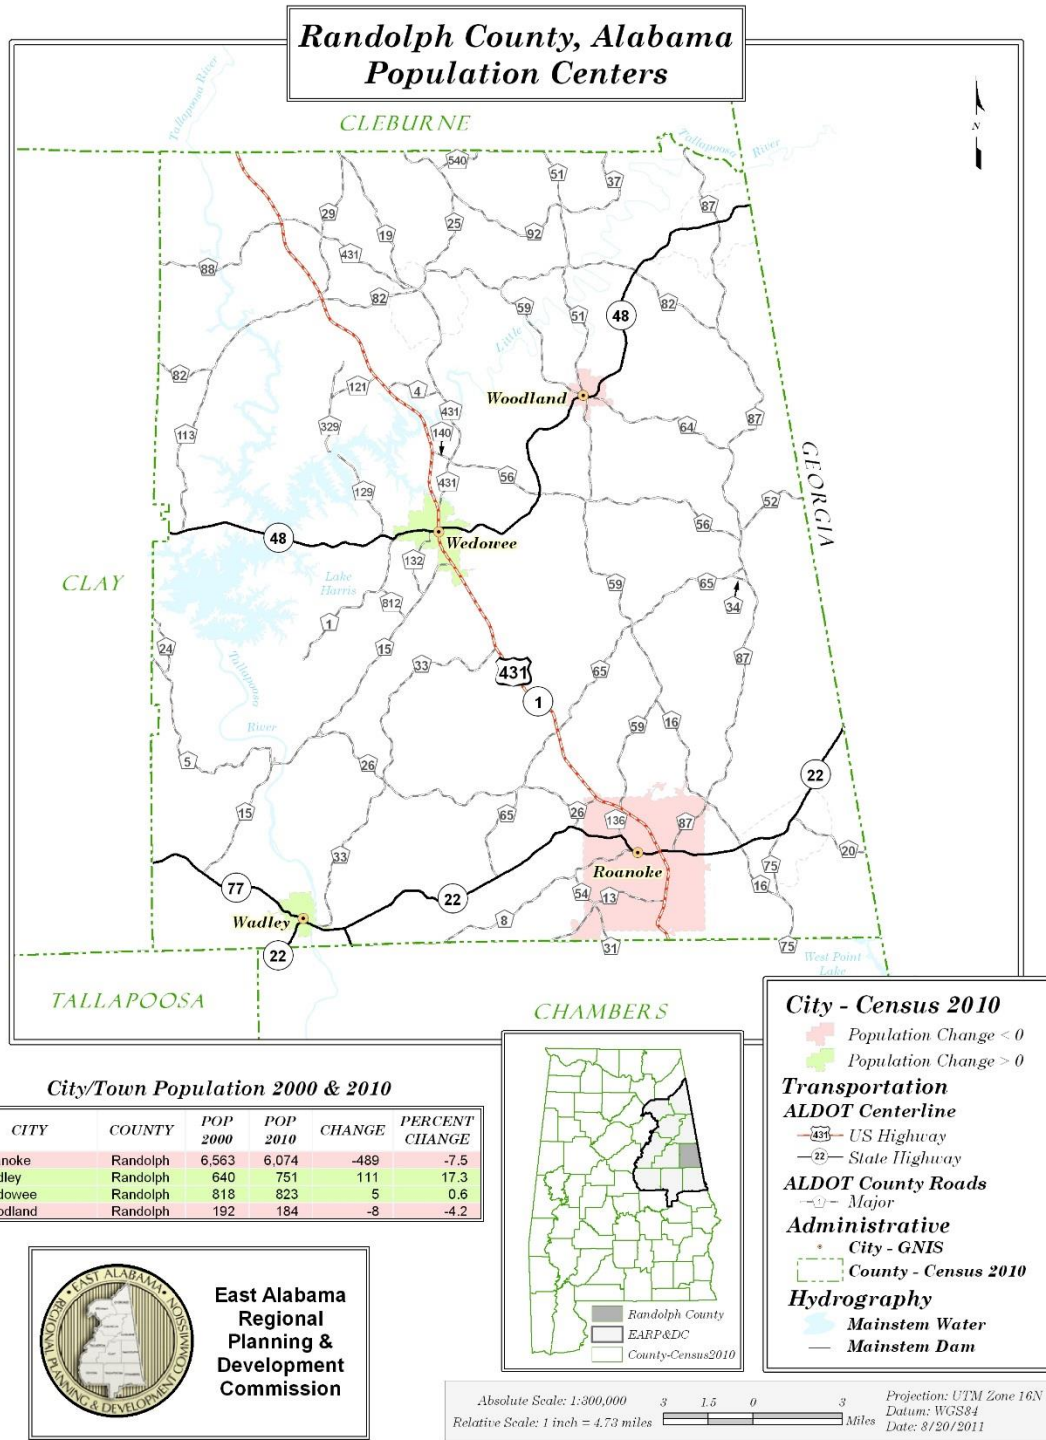 Randolph County, Alabama
Population Centers
CLEBURNE
Tallapoosa River
Tallapoosa River
N
540
51
37
29
19
25
92
87
431
88
82
59
51
48
82
Little
82
121
4
Woodland
431
113
329
140
64
87
GEORGIA
431
56
129
52
56
48
Wedowee
CLAY
132
Lake
Harris
59
65
812
34
1
24
15
33
87
Tallapoosa
River
431
65
1
59
16
5
26
22
15
65
26
136
87
33
20
75
Roanoke
77
22
54
13
16
Wadley
8
22
31
75
West Point
Lake
TALLAPOOSA
CHAMBERS
City - Census 2010
Population Change < 0
Population Change > 0
Transportation
ALDOT Centerline
431 US Highway
22 State Highway
ALDOT County Roads
1 Major
Administrative
City - GNIS
County - Census 2010
Hydrography
Mainstem Water
Mainstem Dam
City/Town Population 2000 & 2010
CITY COUNTY POP 2000 POP 2010 CHANGE PERCENT CHANGE
noke Randolph 6,563 6,074 -489 -7.5
dley Randolph 640 751 111 17.3
dowee Randolph 818 823 5 0.6
odland Randolph 192 184 -8 -4.2
Randolph County
EARP&DC
County-Census2010
EAST ALABAMA
REGIONAL PLANNING & DEVELOPMENT COMMISSION
East Alabama
Regional
Planning &
Development
Commission
Absolute Scale: 1:300,000
Relative Scale: 1 inch = 4.73 miles
3 1.5 0 3
Miles
Projection: UTM Zone 16N
Datum: WGS84
Date: 8/20/2011